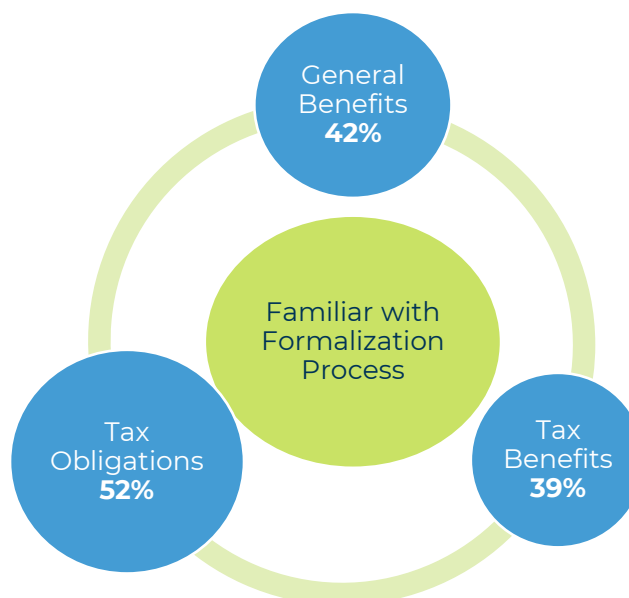 General
Benefits
42%
Familiar with
Formalization
Process
Tax
Obligations
52%
Tax
Benefits
39%